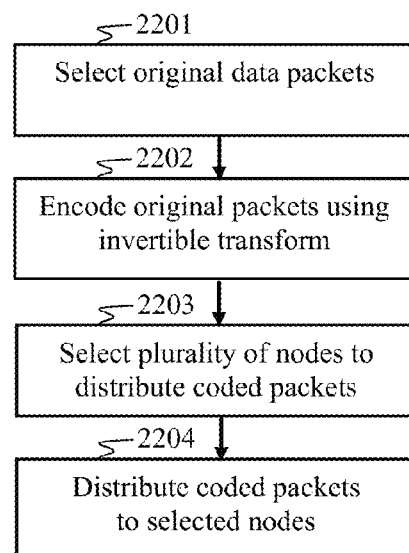 2201
Select original data packets
2202
Encode original packets using
invertible transform
2203
Select plurality of nodes to
distribute coded packets
2204
Distribute coded packets
to selected nodes